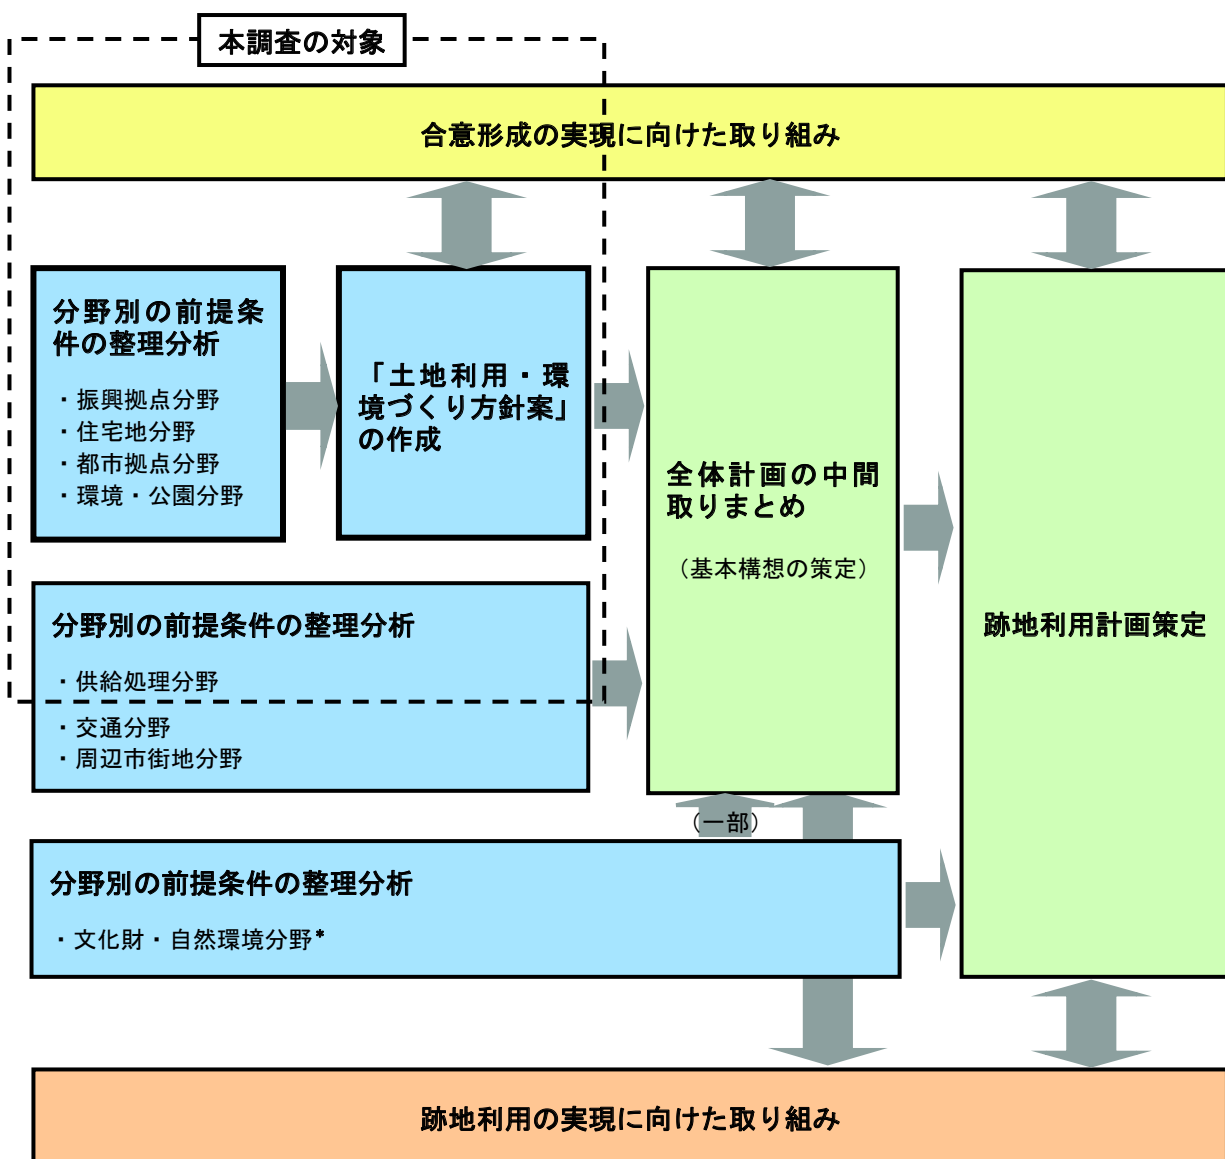 本調査の対象
合意形成の実現に向けた取り組み
分野別の前提条
件の整理分析
・振興拠点分野
・住宅地分野
・都市拠点分野
・環境・公園分野
「土地利用・環
境づくり方針案」
の作成
全体計画の中間
取りまとめ
（基本構想の策定）
跡地利用計画策定
分野別の前提条件の整理分析
・供給処理分野
・交通分野
・周辺市街地分野
（一部）
分野別の前提条件の整理分析
・文化財・自然環境分野*
跡地利用の実現に向けた取り組み